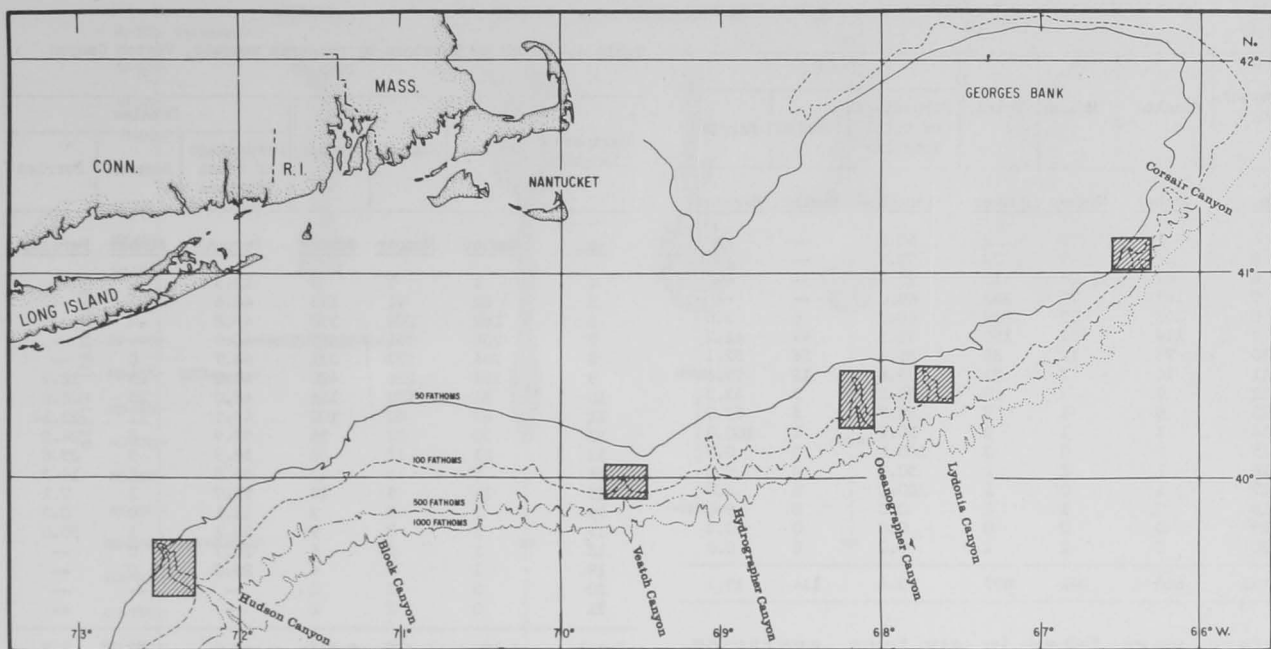 N.
42°
GEORGES BANK
MASS.
CONN.
R.I.
NANTUCKET
Corsair Canyon
41°
LONG ISLAND
50 FATHOMS
100 FATHOMS
40°
500 FATHOMS
1000 FATHOMS
Block Canyon
Veatch Canyon
Hydrographer Canyon
Oceanographer Canyon
Lydonia Canyon
Hudson Canyon
73°
72°
71°
70°
69°
68°
67°
66° W.